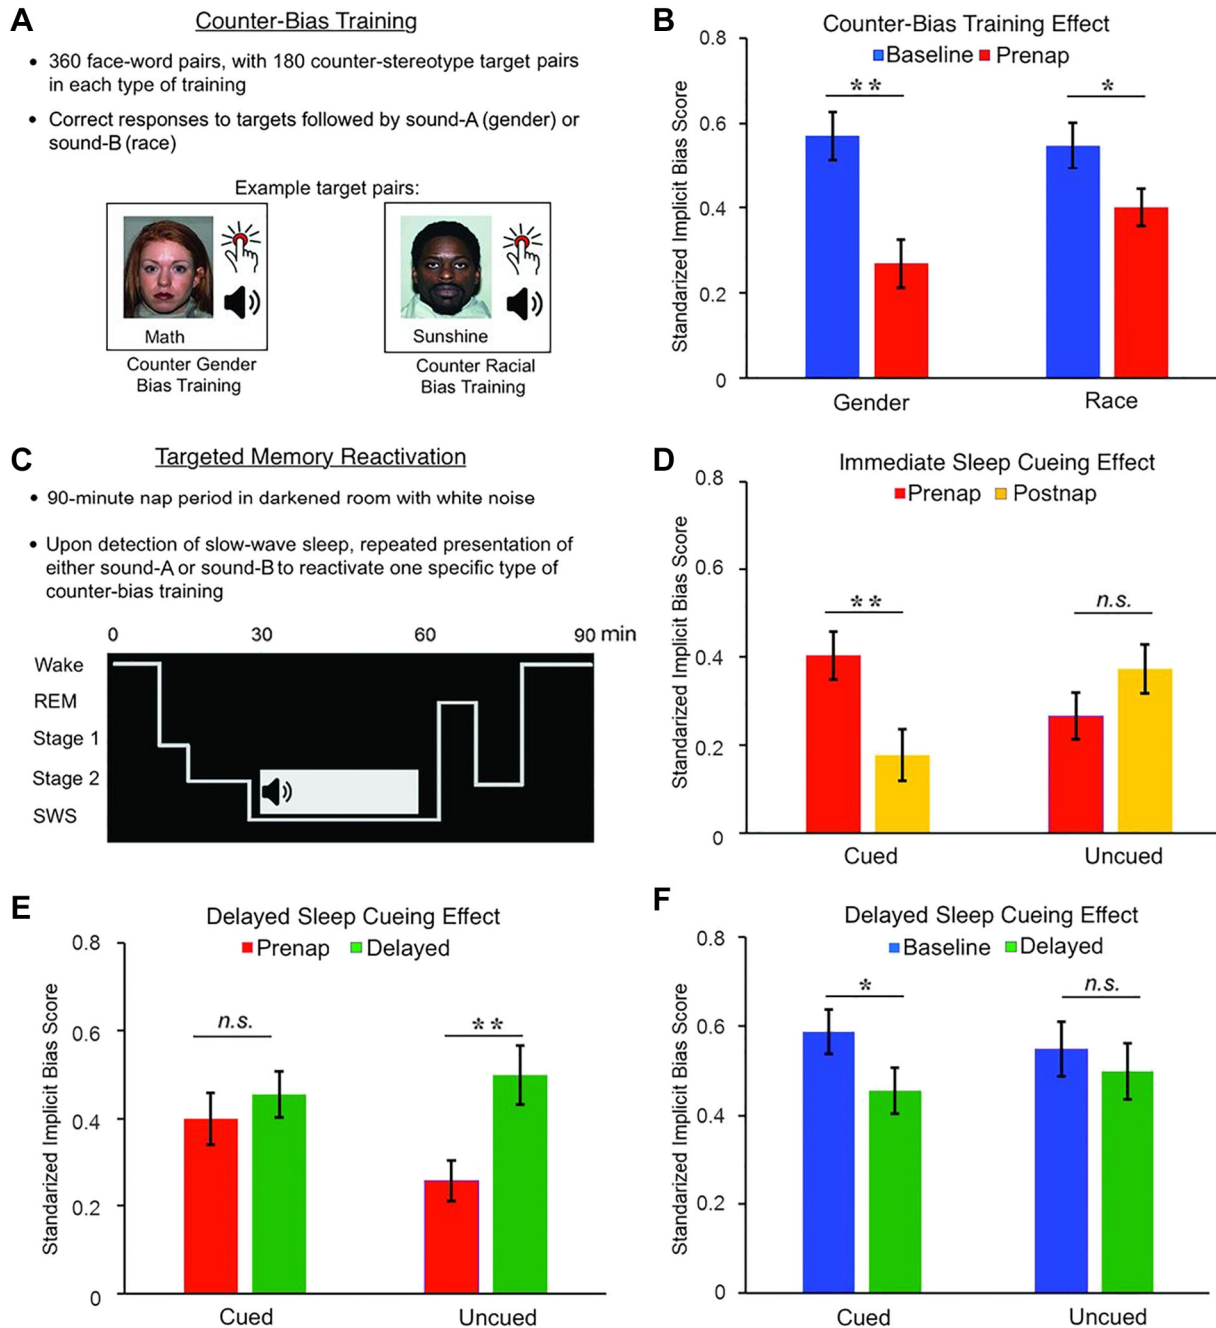 A
Counter-Bias Training
• 360 face-word pairs, with 180 counter-stereotype target pairs
in each type of training
• Correct responses to targets followed by sound-A (gender) or
sound-B (race)
Example target pairs:
Math
Counter Gender
Bias Training
Sunshine
Counter Racial
Bias Training
B
Counter-Bias Training Effect
Baseline Prenap
Standarized Implicit Bias Score
0.8
0.6
0.4
0.2
0
**
*
Gender
Race
C
Targeted Memory Reactivation
• 90-minute nap period in darkened room with white noise
• Upon detection of slow-wave sleep, repeated presentation of
either sound-A or sound-B to reactivate one specific type of
counter-bias training
0 30 60 90 min
Wake
REM
Stage 1
Stage 2
SWS
D
Immediate Sleep Cueing Effect
Prenap Postnap
Standarized Implicit Bias Score
0.8
0.6
0.4
0.2
0
**
n.s.
Cued
Uncued
E
Delayed Sleep Cueing Effect
Prenap Delayed
Standarized Implicit Bias Score
0.8
0.6
0.4
0.2
0
n.s.
**
Cued
Uncued
F
Delayed Sleep Cueing Effect
Baseline Delayed
Standarized Implicit Bias Score
0.8
0.6
0.4
0.2
0
*
n.s.
Cued
Uncued